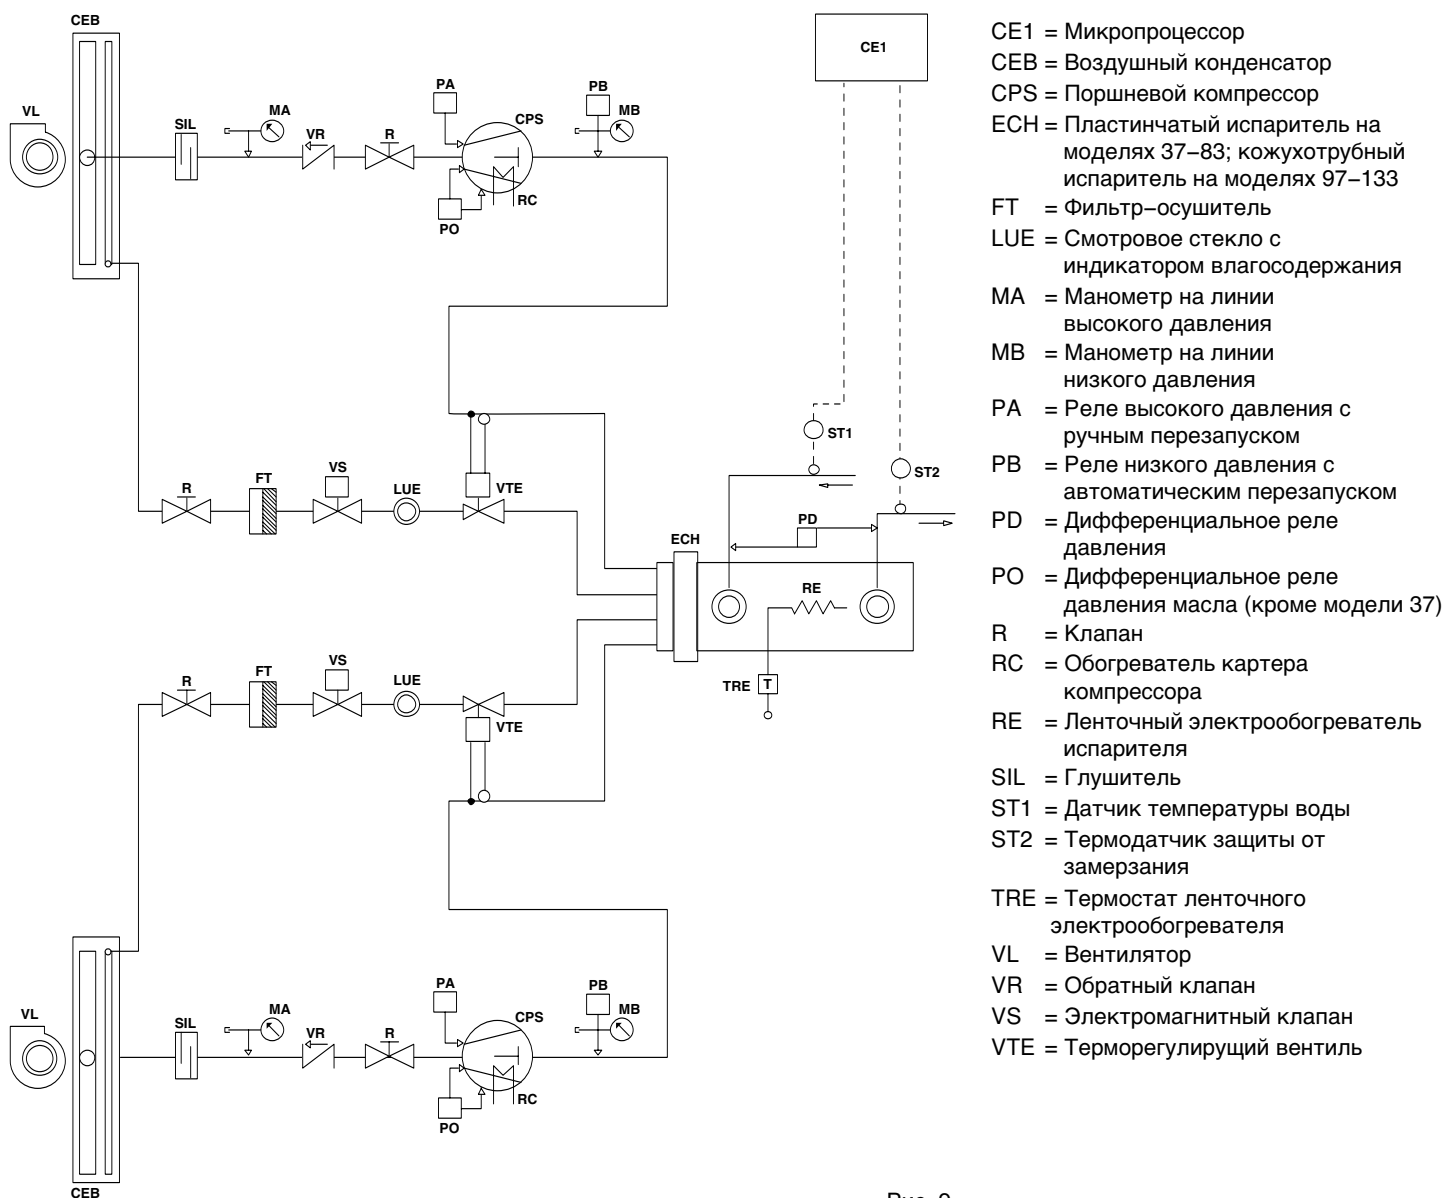 CEB
CE1
VL
SIL
MA
VR
R
PA
CPS
PB
MB
RC
PO
ST1
ST2
R
FT
VS
LUE
VTE
PD
ECH
RE
R
FT
VS
LUE
VTE
TRE
T
VL
SIL
MA
VR
R
PA
CPS
PB
MB
RC
PO
CEB
CE1 = Микропроцессор
CEB = Воздушный конденсатор
CPS = Поршневой компрессор
ECH = Пластинчатый испаритель на
моделях 37–83; кожухотрубный
испаритель на моделях 97–133
FT = Фильтр–осушитель
LUE = Смотровое стекло с
индикатором влагосодержания
MA = Манометр на линии
высокого давления
MB = Манометр на линии
низкого давления
PA = Реле высокого давления с
ручным перезапуском
PB = Реле низкого давления с
автоматическим перезапуском
PD = Дифференциальное реле
давления
PO = Дифференциальное реле
давления масла (кроме модели 37)
R = Клапан
RC = Обогреватель картера
компрессора
RE = Ленточный электрообогреватель
испарителя
SIL = Глушитель
ST1 = Датчик температуры воды
ST2 = Термодатчик защиты от
замерзания
TRE = Термостат ленточного
электрообогревателя
VL = Вентилятор
VR = Обратный клапан
VS = Электромагнитный клапан
VTE = Терморегулирущий вентиль